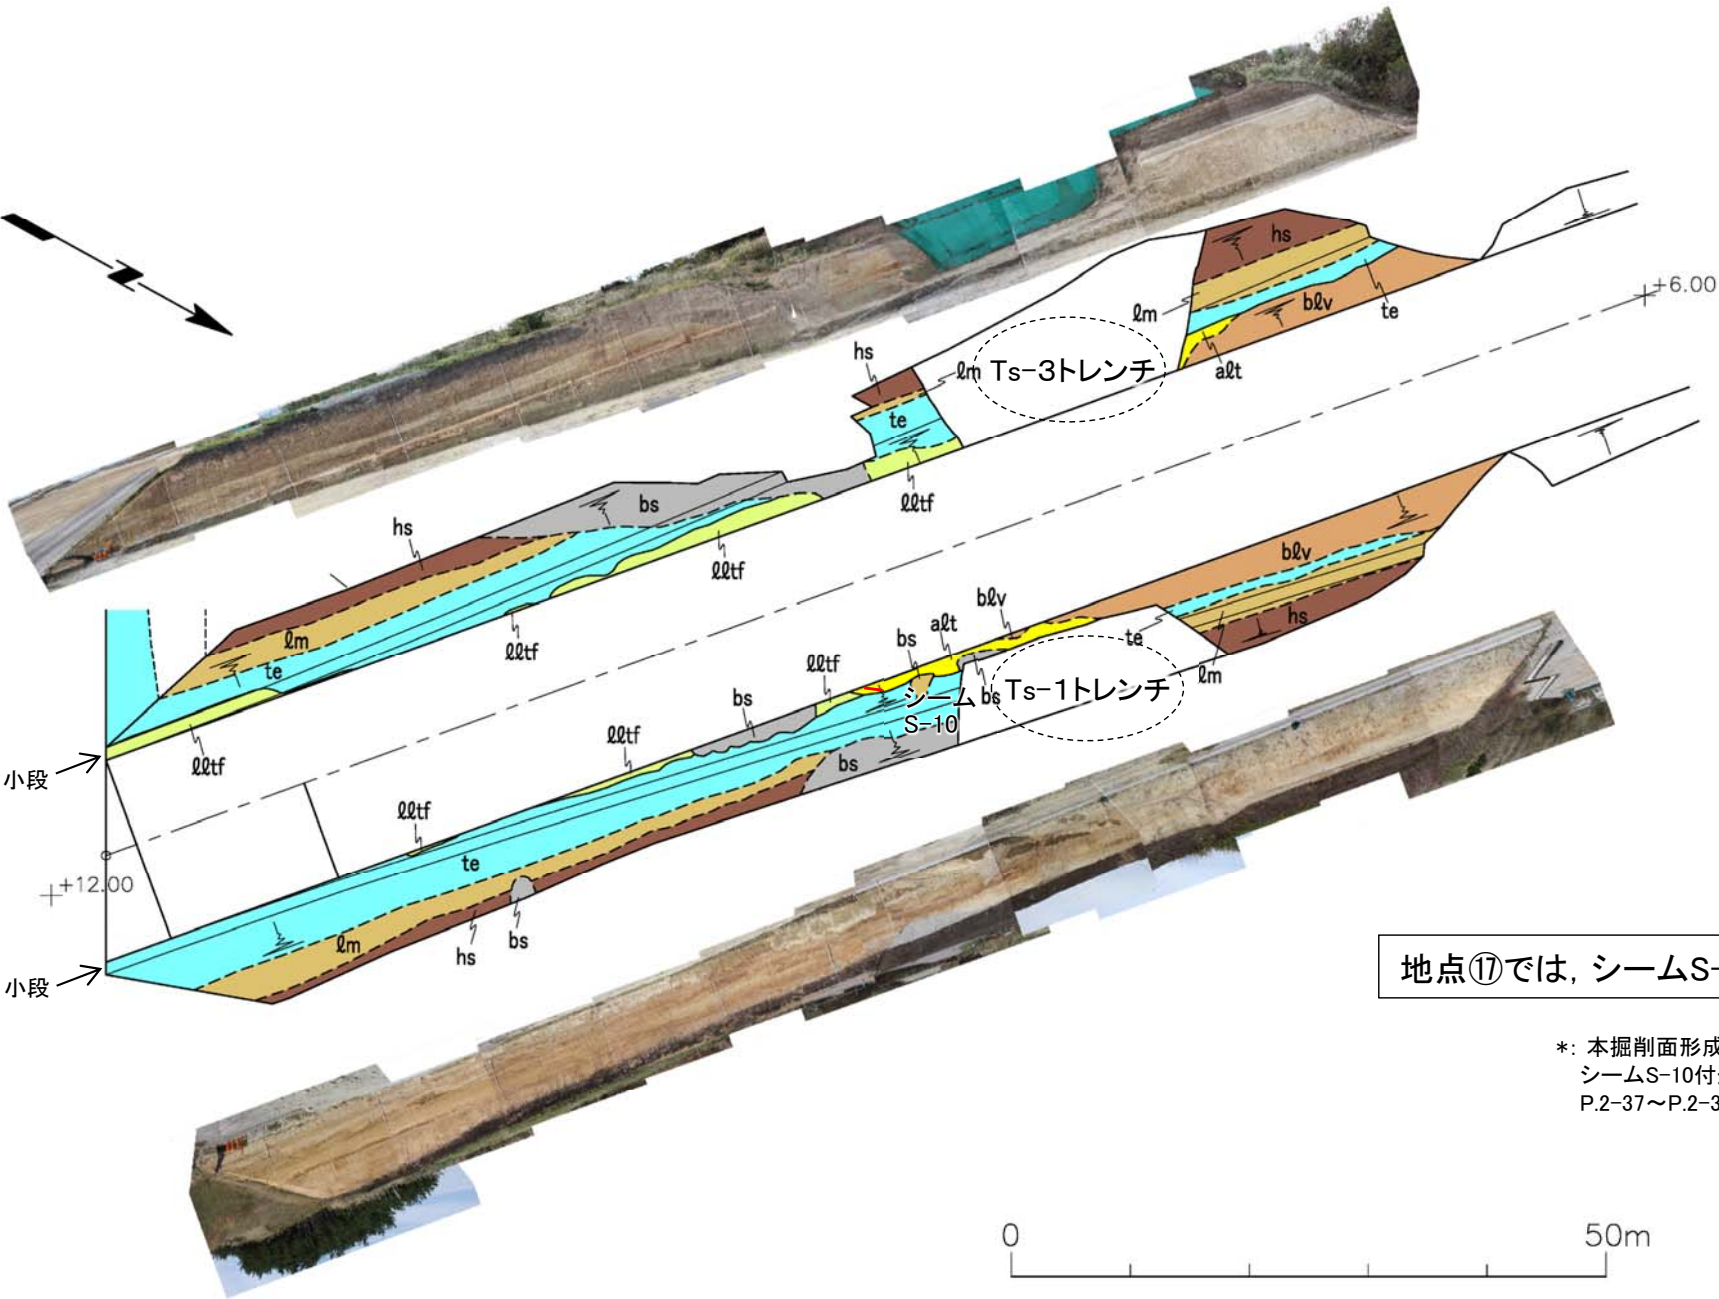 hs
ℓm
Ts-3トレンチ
hs
ℓm
te
ℓℓtf
bℓv
te
aℓt
+6.00
hs
bs
ℓm
te
ℓℓtf
ℓℓtf
ℓℓtf
小段
bℓv
aℓt
bs
bs
ℓℓtf
シーム
S-10
Ts-1トレンチ
bℓv
te
hs
ℓm
bs
ℓℓtf
bs
ℓℓtf
te
+12.00
ℓm
hs
bs
小段
地点⑰では，シームS-
*: 本掘削面形成
シームS-10付
P.2-37～P.2-3
0
50m